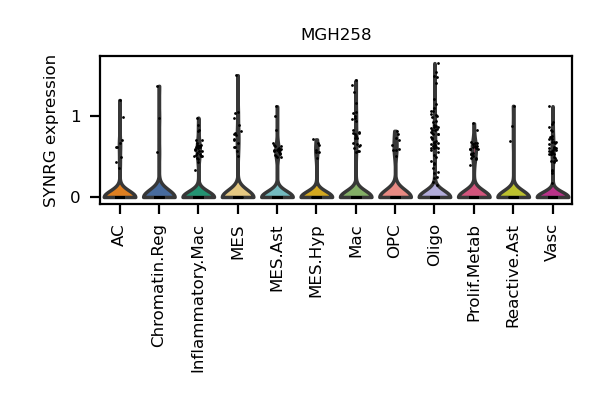 MGH258
SYNRG expression
1
0
AC
Chromatin.Reg
Inflammatory.Mac
MES
MES.Ast
MES.Hyp
Mac
OPC
Oligo
Prolif.Metab
Reactive.Ast
Vasc